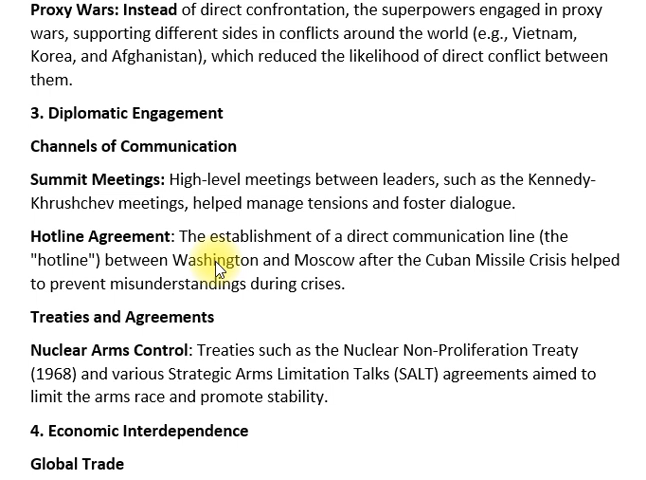 Proxy Wars: Instead of direct confrontation, the superpowers engaged in proxy
wars, supporting different sides in conflicts around the world (e.g., Vietnam,
Korea, and Afghanistan), which reduced the likelihood of direct conflict between
them.
3. Diplomatic Engagement
Channels of Communication
Summit Meetings: High-level meetings between leaders, such as the Kennedy-
Khrushchev meetings, helped manage tensions and foster dialogue.
Hotline Agreement: The establishment of a direct communication line (the
"hotline") between Washington and Moscow after the Cuban Missile Crisis helped
to prevent misunderstandings during crises.
Treaties and Agreements
Nuclear Arms Control: Treaties such as the Nuclear Non-Proliferation Treaty
(1968) and various Strategic Arms Limitation Talks (SALT) agreements aimed to
limit the arms race and promote stability.
4. Economic Interdependence
Global Trade